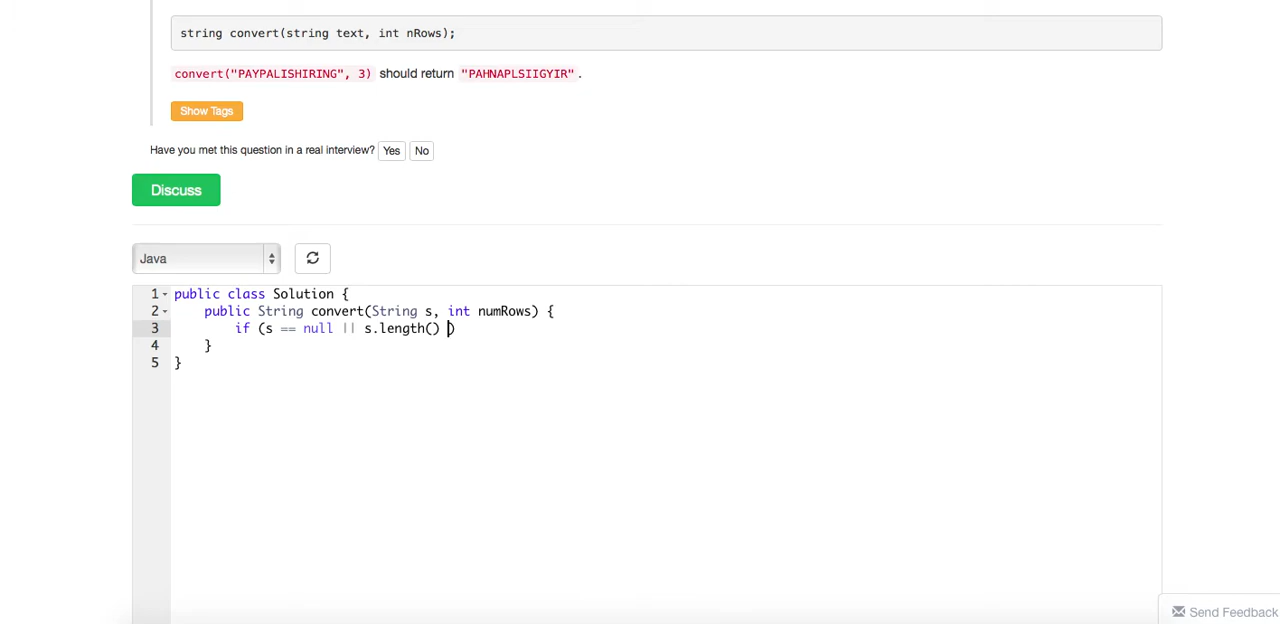 string convert(string text, int nRows);
convert("PAYPALISHIRING", 3) should return "PAHNAPLSIIGYIR".
Show Tags
Have you met this question in a real interview? Yes No
Discuss
Java
1 public class Solution {
2 public String convert(String s, int numRows) {
3 if (s == null || s.length() )
4 }
5 }
Send Feedback